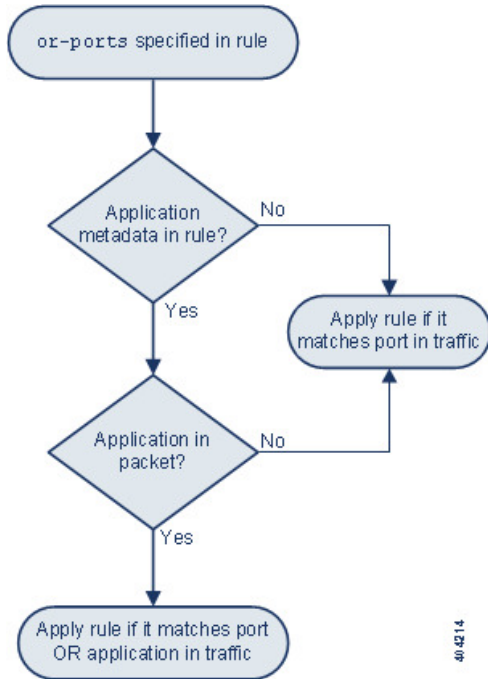 or-ports specified in rule
Application
metadata in rule?
No
Yes
Apply rule if it
matches port in traffic
Application in
packet?
No
Yes
Apply rule if it matches port
OR application in traffic
404214